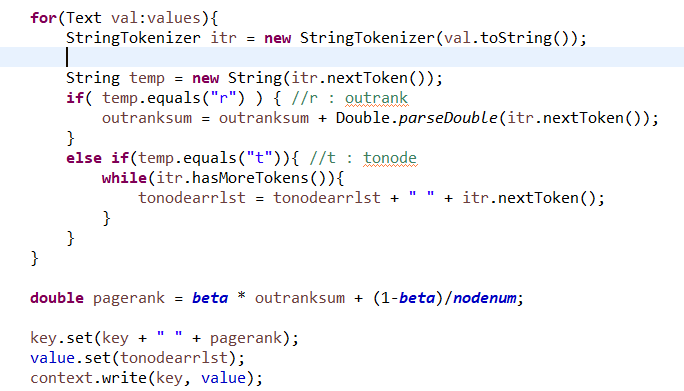 for(Text val:values){
StringTokenizer itr = new StringTokenizer(val.toString());
String temp = new String(itr.nextToken());
if( temp.equals("r") ) { //r : outrank
outranksum = outranksum + Double.parseDouble(itr.nextToken());
}
else if(temp.equals("t")){ //t : tonode
while(itr.hasMoreTokens()){
tonodearrlst = tonodearrlst + " " + itr.nextToken();
}
}
}
double pagerank = beta * outranksum + (1-beta)/nodenum;
key.set(key + " " + pagerank);
value.set(tonodearrlst);
context.write(key, value);